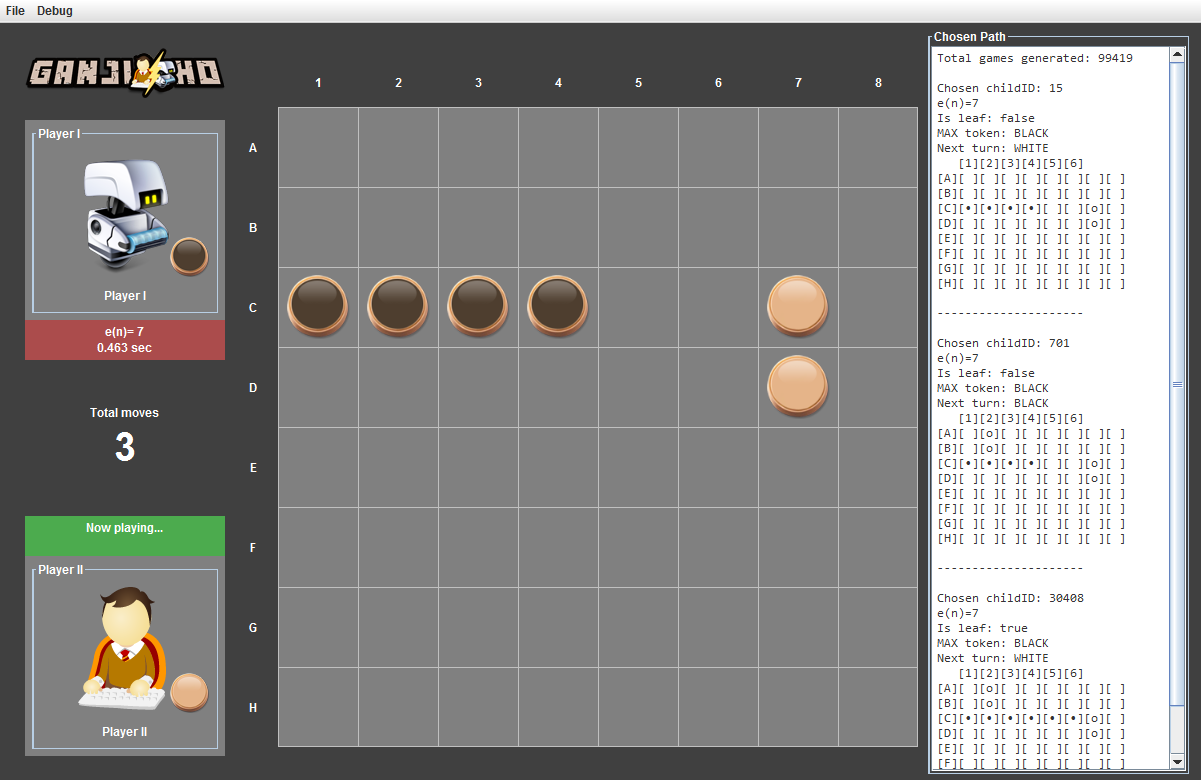 File Debug
GANJI HO
Player I
Player I
e(n)= 7
0.463 sec
Total moves
3
Now playing...
Player II
Player II
1 2 3 4 5 6 7 8
A
B
C
D
E
F
G
H
Chosen Path
Total games generated: 99419
Chosen childID: 15
e(n)=7
Is leaf: false
MAX token: BLACK
Next turn: WHITE
[1][2][3][4][5][6]
[A][ ][ ][ ][ ][ ][ ][ ][ ]
[B][ ][ ][ ][ ][ ][ ][ ][ ]
[C][•][•][•][•][ ][ ][o][ ]
[D][ ][ ][ ][ ][ ][ ][o][ ]
[E][ ][ ][ ][ ][ ][ ][ ][ ]
[F][ ][ ][ ][ ][ ][ ][ ][ ]
[G][ ][ ][ ][ ][ ][ ][ ][ ]
[H][ ][ ][ ][ ][ ][ ][ ][ ]
---------------------
Chosen childID: 701
e(n)=7
Is leaf: false
MAX token: BLACK
Next turn: BLACK
[1][2][3][4][5][6]
[A][ ][o][ ][ ][ ][ ][ ][ ]
[B][ ][o][ ][ ][ ][ ][ ][ ]
[C][•][•][•][•][ ][ ][o][ ]
[D][ ][ ][ ][ ][ ][ ][o][ ]
[E][ ][ ][ ][ ][ ][ ][ ][ ]
[F][ ][ ][ ][ ][ ][ ][ ][ ]
[G][ ][ ][ ][ ][ ][ ][ ][ ]
[H][ ][ ][ ][ ][ ][ ][ ][ ]
---------------------
Chosen childID: 30408
e(n)=7
Is leaf: true
MAX token: BLACK
Next turn: WHITE
[1][2][3][4][5][6]
[A][ ][o][ ][ ][ ][ ][ ][ ]
[B][ ][o][ ][ ][ ][ ][ ][ ]
[C][•][•][•][•][•][•][o][ ]
[D][ ][ ][ ][ ][ ][ ][o][ ]
[E][ ][ ][ ][ ][ ][ ][ ][ ]
[F][ ][ ][ ][ ][ ][ ][ ][ ]